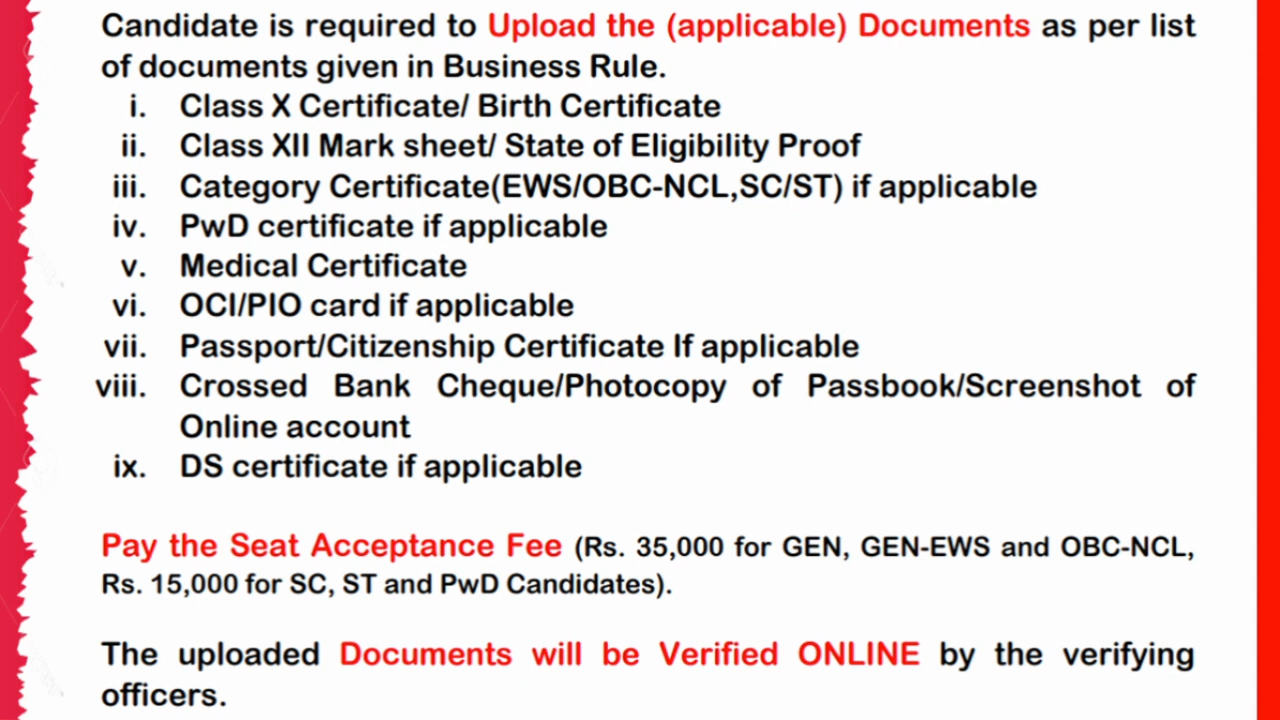 Candidate is required to Upload the (applicable) Documents as per list
of documents given in Business Rule.
i. Class X Certificate/ Birth Certificate
ii. Class XII Mark sheet/ State of Eligibility Proof
iii. Category Certificate(EWS/OBC-NCL,SC/ST) if applicable
iv. PwD certificate if applicable
v. Medical Certificate
vi. OCI/PIO card if applicable
vii. Passport/Citizenship Certificate If applicable
viii. Crossed Bank Cheque/Photocopy of Passbook/Screenshot of
Online account
ix. DS certificate if applicable
Pay the Seat Acceptance Fee (Rs. 35,000 for GEN, GEN-EWS and OBC-NCL,
Rs. 15,000 for SC, ST and PwD Candidates).
The uploaded Documents will be Verified ONLINE by the verifying
officers.